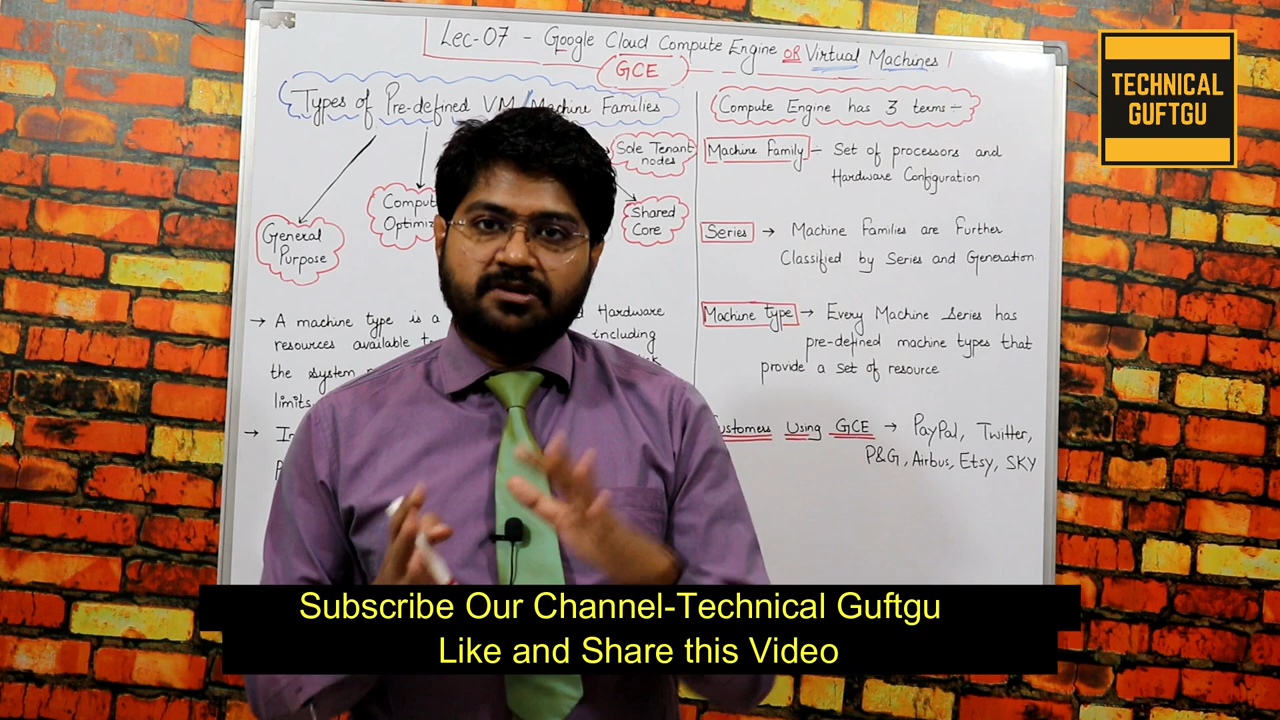 Lec-07 - Google Cloud Compute Engine OR Virtual Machines
GCE
Types of Pre-defined VM/Machine Families
Sole Tenant
nodes
Shared
Core
General
Purpose
→ A machine type is a Hardware
resources available including
the system
limits
→
Compute Engine has 3 terms:-
Machine Family - Set of processors and
Hardware Configuration
Series → Machine Families are Further
Classified by Series and Generation
Machine type → Every Machine Series has
pre-defined machine types that
provide a set of resource
Using GCE → PayPal, Twitter,
P&G, Airbus, Etsy, SKY
TECHNICAL
GUFTGU
Subscribe Our Channel-Technical Guftgu
Like and Share this Video